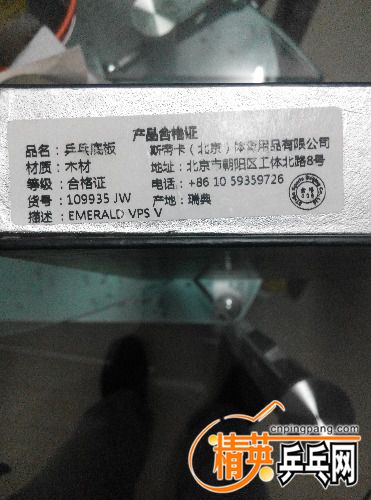 产品合格证
品名：乒乓底板 斯蒂卡（北京）体育用品有限公司
材质：木材 地址：北京市朝阳区工体北路8号
等级：合格证 电话：+86 10 59359726
货号：109935 JW 产地：瑞典
描述：EMERALD VPS V
cnpingpang.com
精英乒乓网